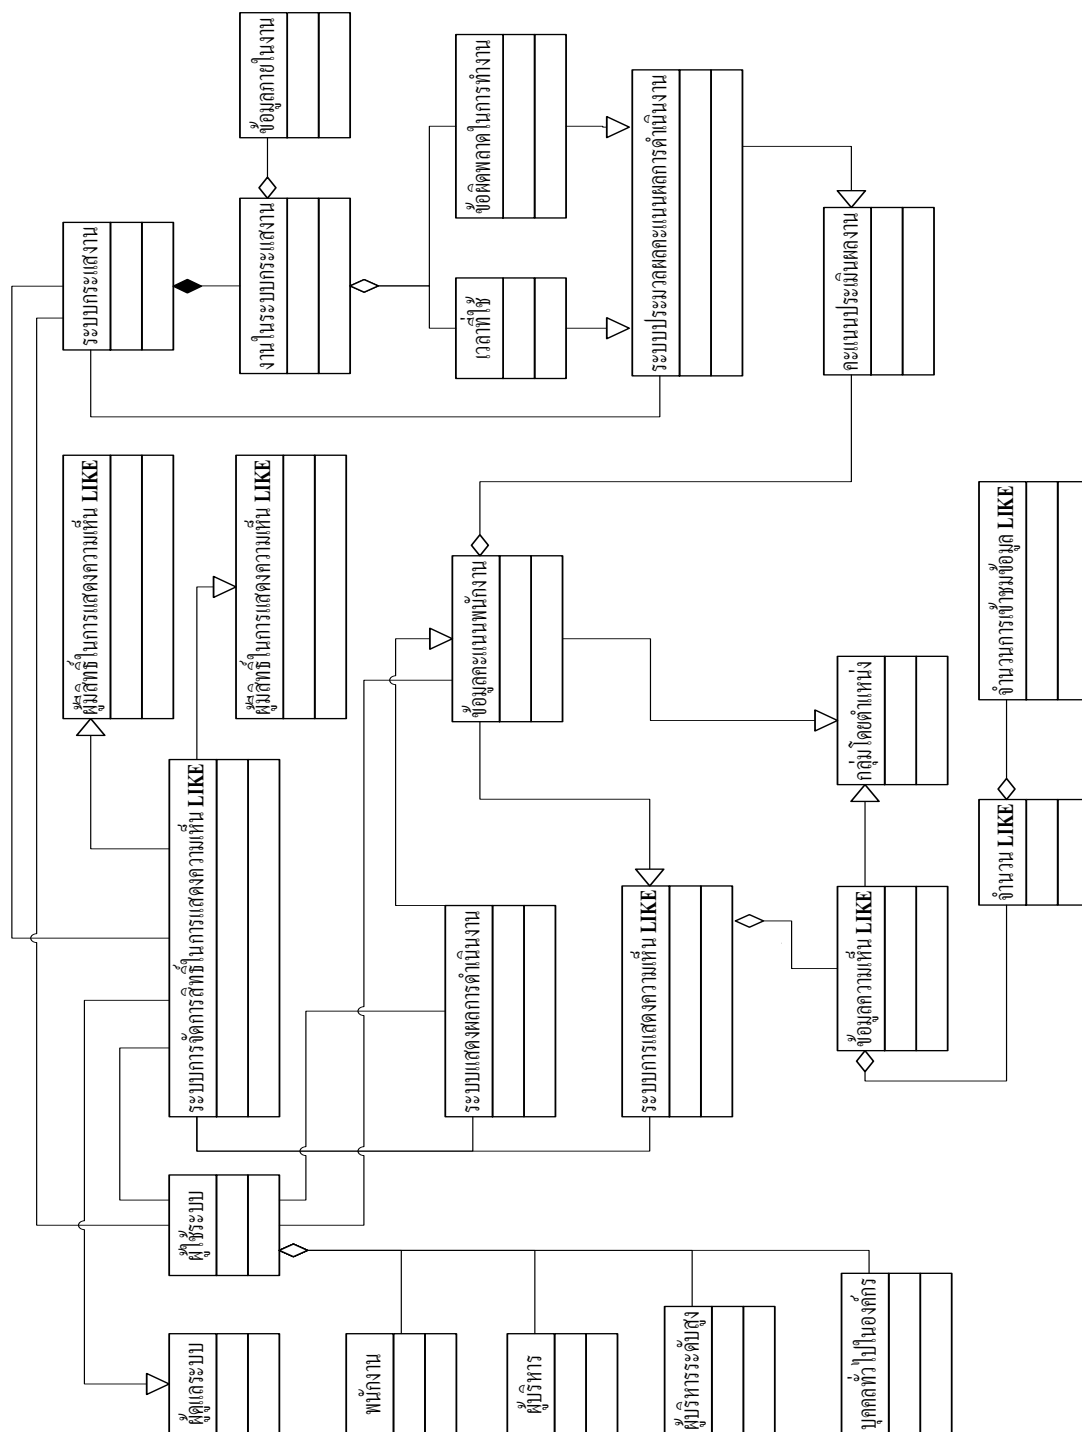 ผู้ดูแลระบบ
พนักงาน
ผู้บริหาร
ผู้บริหารระดับสูง
บุคคลทั่วไปในองค์กร
ผู้ใช้ระบบ
ระบบการจัดการสิทธิ์ในการแสดงความเห็น LIKE
ระบบแสดงผลการดำเนินงาน
ระบบการแสดงความเห็น LIKE
ข้อมูลความเห็น LIKE
จำนวน LIKE
ผู้มีสิทธิ์ในการแสดงความเห็น LIKE
ผู้มีสิทธิ์ในการแสดงความเห็น LIKE
ข้อมูลคะแนนพนักงาน
กลุ่มโดยตำแหน่ง
จำนวนการเข้าชมข้อมูล LIKE
ระบบกระแสงาน
งานในระบบกระแสงาน
เวลาที่ใช้
ระบบประมวลผลคะแนนผลการดำเนินงาน
คะแนนประเมินผลงาน
ข้อมูลภายในงาน
ข้อผิดพลาดในการทำงาน